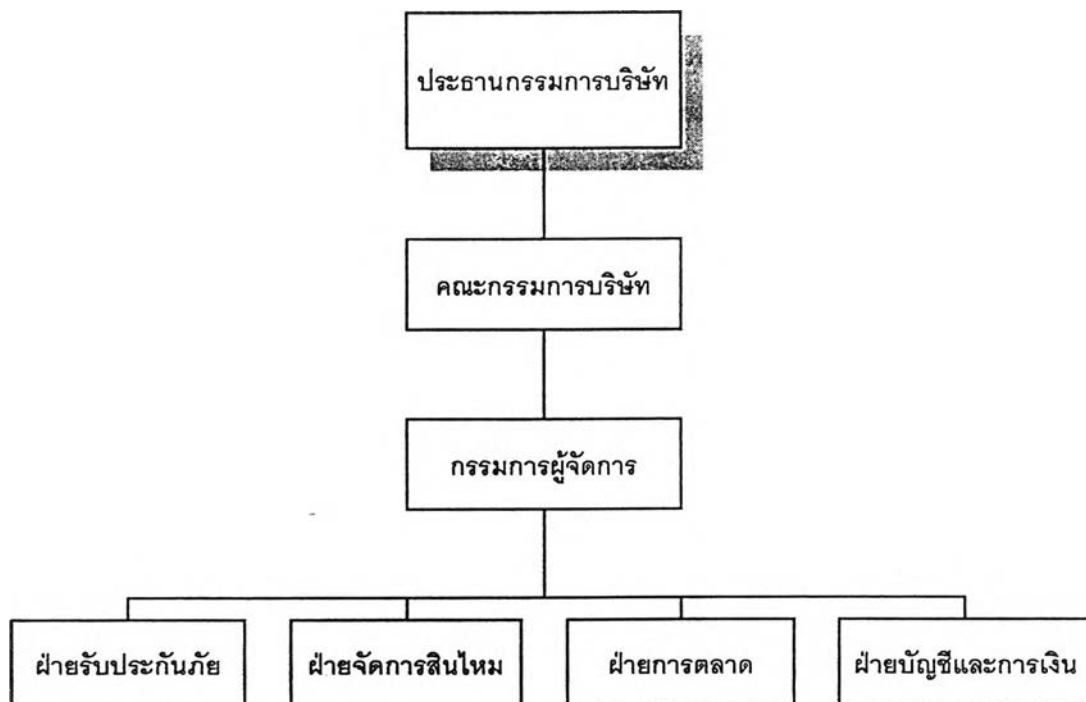 ประธานกรรมการบริษัท
คณะกรรมการบริษัท
กรรมการผู้จัดการ
ฝ่ายรับประกันภัย
ฝ่ายจัดการสินไหม
ฝ่ายการตลาด
ฝ่ายบัญชีและการเงิน